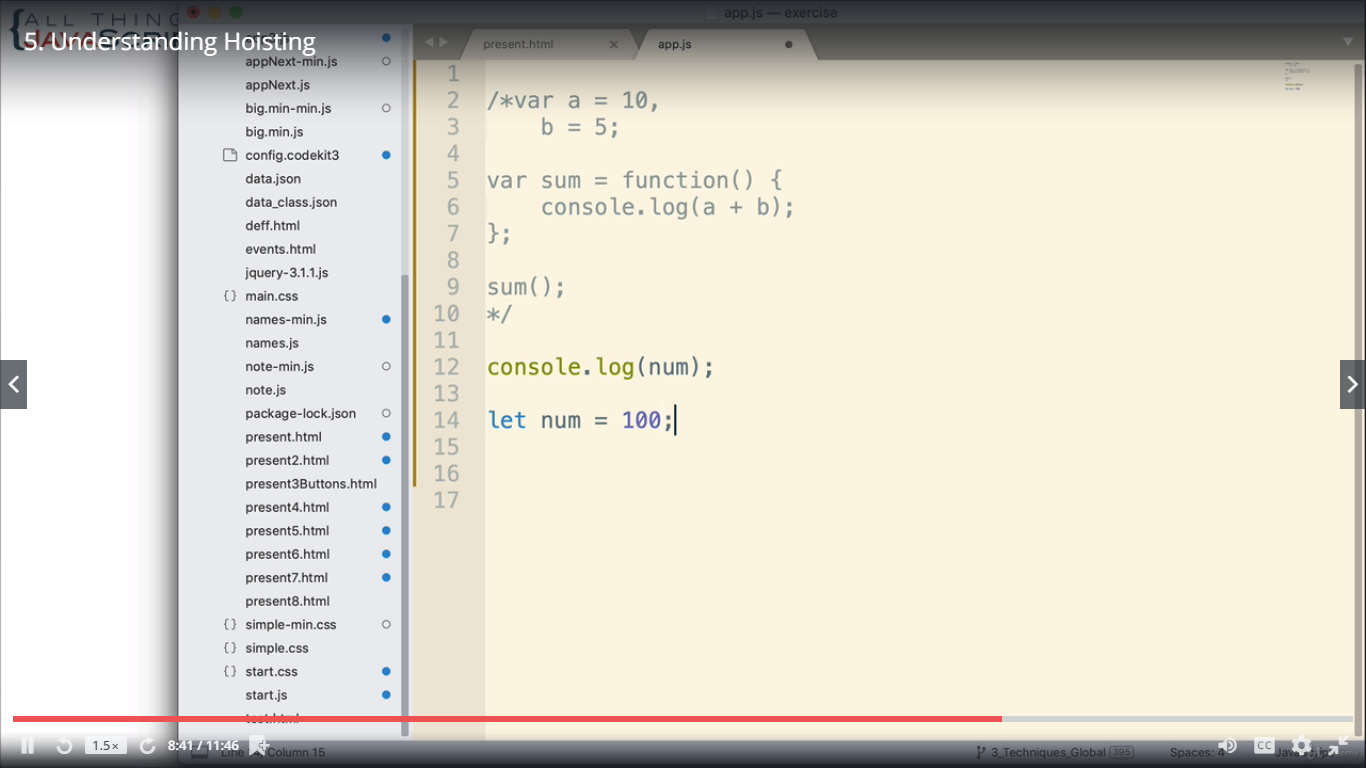 {ALL THING
JAVASCRIP
5. Understanding Hoisting
app.js — exercise
present.html ×
app.js
appNext-min.js
appNext.js
big.min-min.js
big.min.js
config.codekit3
data.json
data_class.json
deff.html
events.html
jquery-3.1.1.js
{} main.css
names-min.js
names.js
note-min.js
note.js
package-lock.json
present.html
present2.html
present3Buttons.html
present4.html
present5.html
present6.html
present7.html
present8.html
{} simple-min.css
{} simple.css
{} start.css
start.js
test.html
1
2 /*var a = 10,
3     b = 5;
4
5 var sum = function() {
6     console.log(a + b);
7 };
8
9 sum();
10 */
11
12 console.log(num);
13
14 let num = 100;
15
16
17
1.5×
8:41 / 11:46
CC
Column 15
3_Techniques_Global 395
Spaces: 4